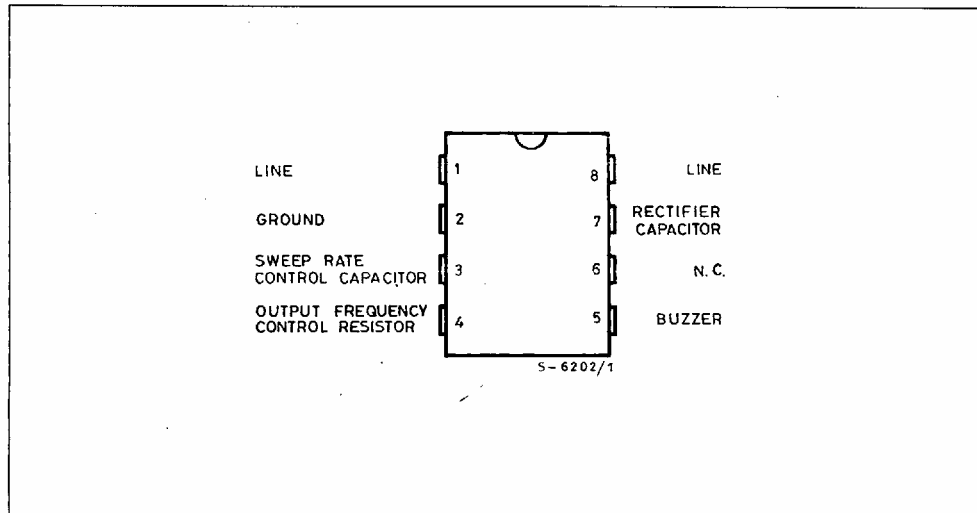 LINE
1
8
LINE
GROUND
2
7
RECTIFIER
CAPACITOR
SWEEP RATE
CONTROL CAPACITOR
3
6
N.C.
OUTPUT FREQUENCY
CONTROL RESISTOR
4
5
BUZZER
S-6202/1